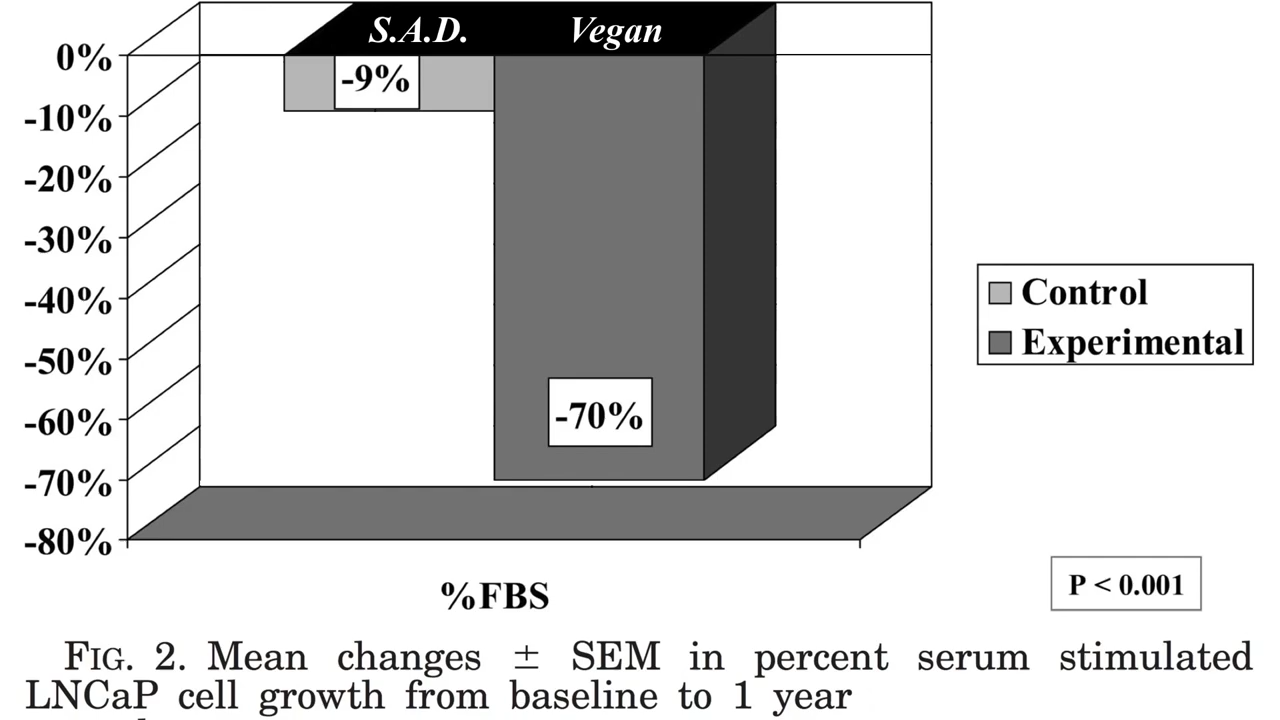 S.A.D. Vegan
0%
-9%
-10%
-20%
-30%
-40%
-50%
-60%
-70%
-70%
-80%
Control
Experimental
%FBS
P < 0.001
FIG. 2. Mean changes ± SEM in percent serum stimulated
LNCaP cell growth from baseline to 1 year